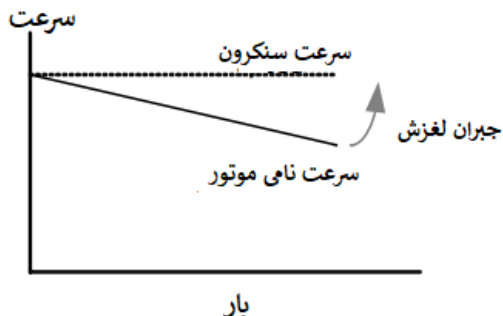 سرعت
سرعت سنکرون
جبران لغزش
سرعت نامی موتور
بار